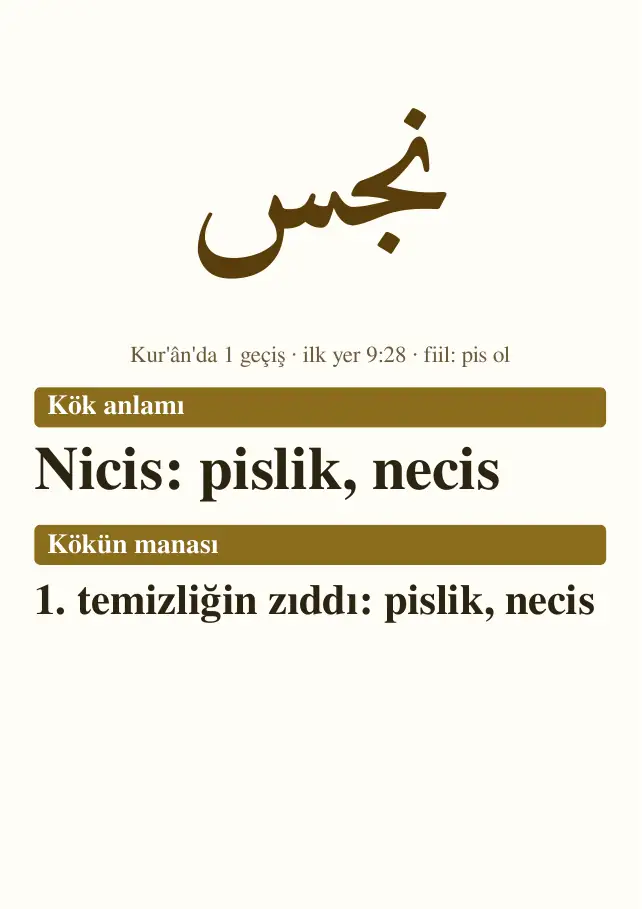 نجس
Kur'ân'da 1 geçiş · ilk yer 9:28 · fiil: pis ol
Kök anlamı
Nicis: pislik, necis
Kökün manası
1. temizliğin zıddı: pislik, necis